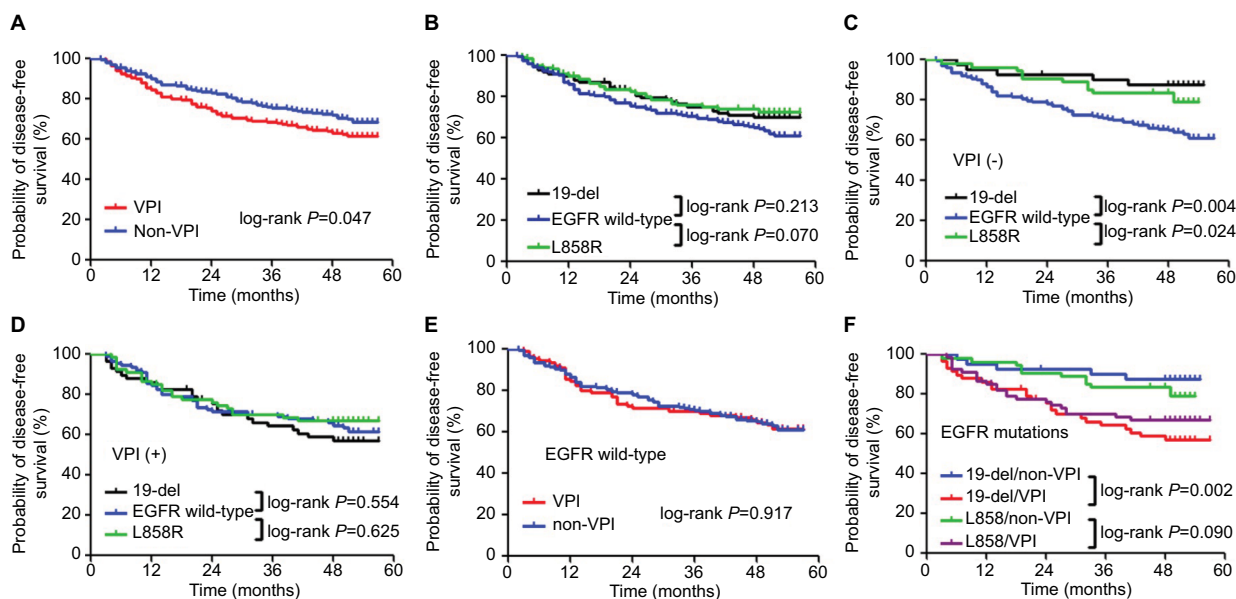 A
Probability of disease-free
survival (%)
100
80
60
40
20
0
VPI
Non-VPI
log-rank P=0.047
0 12 24 36 48 60
Time (months)
B
Probability of disease-free
survival (%)
100
80
60
40
20
0
19-del
EGFR wild-type
L858R
log-rank P=0.213
log-rank P=0.070
0 12 24 36 48 60
Time (months)
C
Probability of disease-free
survival (%)
100
80
60
40
20
0
VPI (-)
19-del
EGFR wild-type
L858R
log-rank P=0.004
log-rank P=0.024
0 12 24 36 48 60
Time (months)
D
Probability of disease-free
survival (%)
100
80
60
40
20
0
VPI (+)
19-del
EGFR wild-type
L858R
log-rank P=0.554
log-rank P=0.625
0 12 24 36 48 60
Time (months)
E
Probability of disease-free
survival (%)
100
80
60
40
20
0
EGFR wild-type
VPI
non-VPI
log-rank P=0.917
0 12 24 36 48 60
Time (months)
F
Probability of disease-free
survival (%)
100
80
60
40
20
0
EGFR mutations
19-del/non-VPI
19-del/VPI
L858/non-VPI
L858/VPI
log-rank P=0.002
log-rank P=0.090
0 12 24 36 48 60
Time (months)